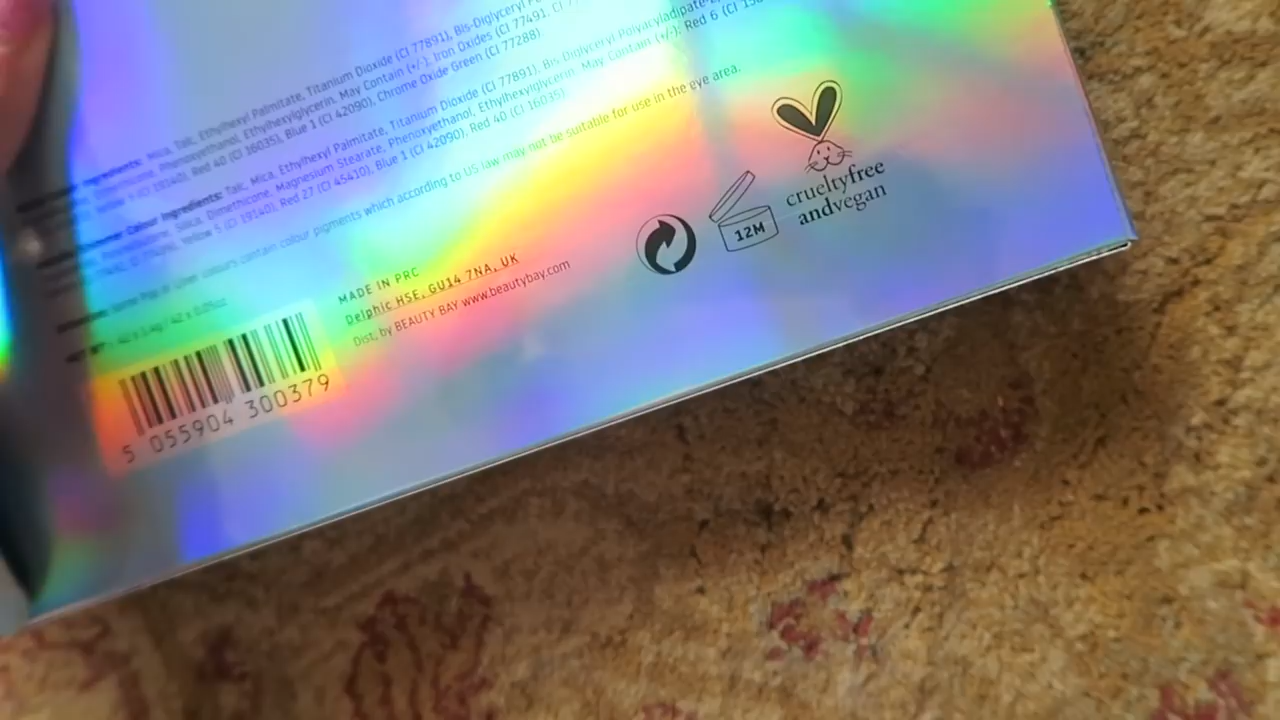 Ingredients: Mica, Talc, Ethylhexyl Palmitate, Titanium Dioxide (CI 77891), Bis-Diglyceryl
Phenoxyethanol, Ethylhexylglycerin. May Contain (+/-): Iron Oxides (CI 77491, CI
19140), Red 40 (CI 16035), Blue 1 (CI 42090), Chrome Oxide Green (CI 77288).
Colour Ingredients: Talc, Mica, Ethylhexyl Palmitate, Titanium Dioxide (CI 77891), Bis Diglyceryl Polyacyladipate-
Silica, Dimethicone, Magnesium Stearate, Phenoxyethanol, Ethylhexylglycerin. May Contain (+/-): Red 6 (CI
Yellow 5 (CI 19140), Red 27 (CI 45410), Blue 1 (CI 42090), Red 40 (CI 16035).
colours contain colour pigments which according to US law may not be suitable for use in the eye area.
MADE IN PRC
Delphic HSE, GU14 7NA, UK
Dist, by BEAUTY BAY www.beautybay.com
5 055904 300379
12M
crueltyfree
andvegan